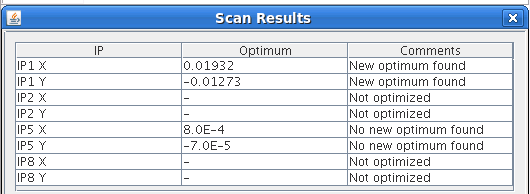 Scan Results
IP Optimum Comments
IP1 X 0.01932 New optimum found
IP1 Y -0.01273 New optimum found
IP2 X - Not optimized
IP2 Y - Not optimized
IP5 X 8.0E-4 No new optimum found
IP5 Y -7.0E-5 No new optimum found
IP8 X - Not optimized
IP8 Y - Not optimized